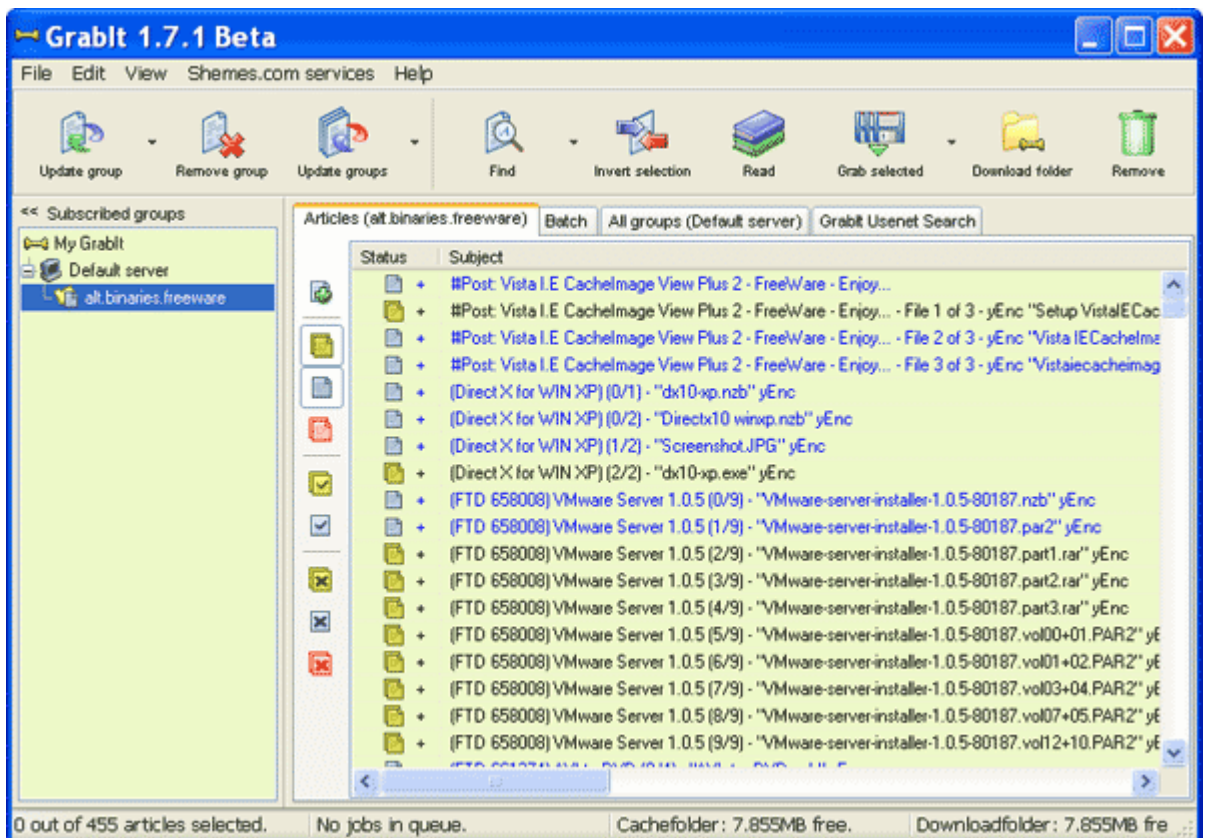 GrabIt 1.7.1 Beta
File Edit View Shemes.com services Help
Update group Remove group Update groups Find Invert selection Read Grab selected Download folder Remove
<< Subscribed groups
My GrabIt
Default server
alt.binaries.freeware
Articles (alt.binaries.freeware) Batch All groups (Default server) GrabIt Usenet Search
Status Subject
+ #Post: Vista I.E CacheImage View Plus 2 - FreeWare - Enjoy...
+ #Post: Vista I.E CacheImage View Plus 2 - FreeWare - Enjoy... - File 1 of 3 - yEnc "Setup VistaIECac
+ #Post: Vista I.E CacheImage View Plus 2 - FreeWare - Enjoy... - File 2 of 3 - yEnc "Vista IECacheIma
+ #Post: Vista I.E CacheImage View Plus 2 - FreeWare - Enjoy... - File 3 of 3 - yEnc "Vistaiecacheimag
+ (Direct X for WIN XP) (0/1) - "dx10-xp.nzb" yEnc
+ (Direct X for WIN XP) (0/2) - "Directx10 winxp.nzb" yEnc
+ (Direct X for WIN XP) (1/2) - "Screenshot.JPG" yEnc
+ (Direct X for WIN XP) (2/2) - "dx10-xp.exe" yEnc
+ (FTD 658008) VMware Server 1.0.5 (0/9) - "VMware-server-installer-1.0.5-80187.nzb" yEnc
+ (FTD 658008) VMware Server 1.0.5 (1/9) - "VMware-server-installer-1.0.5-80187.par2" yEnc
+ (FTD 658008) VMware Server 1.0.5 (2/9) - "VMware-server-installer-1.0.5-80187.part1.rar" yEnc
+ (FTD 658008) VMware Server 1.0.5 (3/9) - "VMware-server-installer-1.0.5-80187.part2.rar" yEnc
+ (FTD 658008) VMware Server 1.0.5 (4/9) - "VMware-server-installer-1.0.5-80187.part3.rar" yEnc
+ (FTD 658008) VMware Server 1.0.5 (5/9) - "VMware-server-installer-1.0.5-80187.vol00+01.PAR2" yE
+ (FTD 658008) VMware Server 1.0.5 (6/9) - "VMware-server-installer-1.0.5-80187.vol01+02.PAR2" yE
+ (FTD 658008) VMware Server 1.0.5 (7/9) - "VMware-server-installer-1.0.5-80187.vol03+04.PAR2" yE
+ (FTD 658008) VMware Server 1.0.5 (8/9) - "VMware-server-installer-1.0.5-80187.vol07+05.PAR2" yE
+ (FTD 658008) VMware Server 1.0.5 (9/9) - "VMware-server-installer-1.0.5-80187.vol12+10.PAR2" yE
0 out of 455 articles selected. No jobs in queue. Cachefolder: 7.855MB free. Downloadfolder: 7.855MB fre